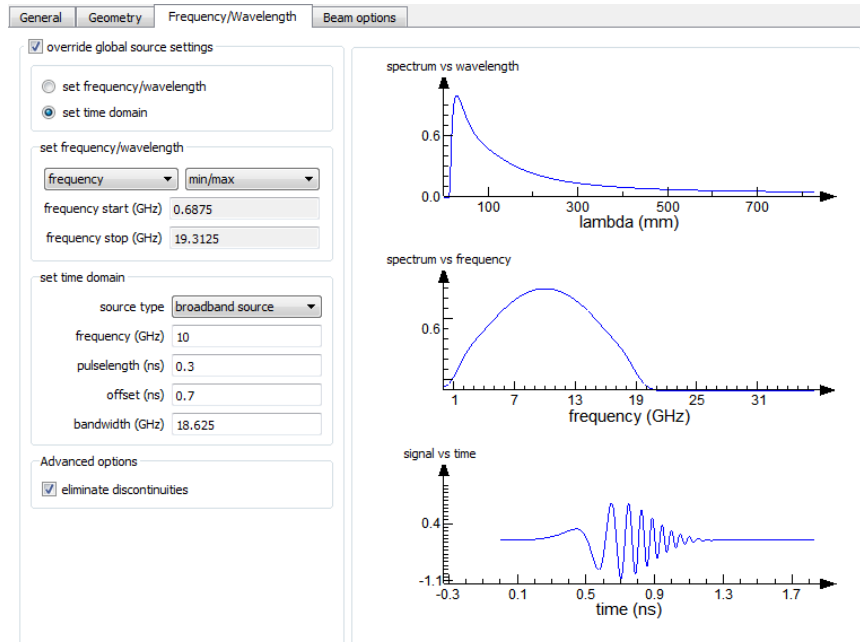 General Geometry Frequency/Wavelength Beam options
override global source settings
set frequency/wavelength
set time domain
set frequency/wavelength
frequency min/max
frequency start (GHz) 0.6875
frequency stop (GHz) 19.3125
set time domain
source type broadband source
frequency (GHz) 10
pulselength (ns) 0.3
offset (ns) 0.7
bandwidth (GHz) 18.625
Advanced options
eliminate discontinuities
spectrum vs wavelength
0.6
0.0
100 300 500 700
lambda (mm)
spectrum vs frequency
0.6
1 7 13 19 25 31
frequency (GHz)
signal vs time
0.4
-1.1
-0.3 0.1 0.5 0.9 1.3 1.7
time (ns)